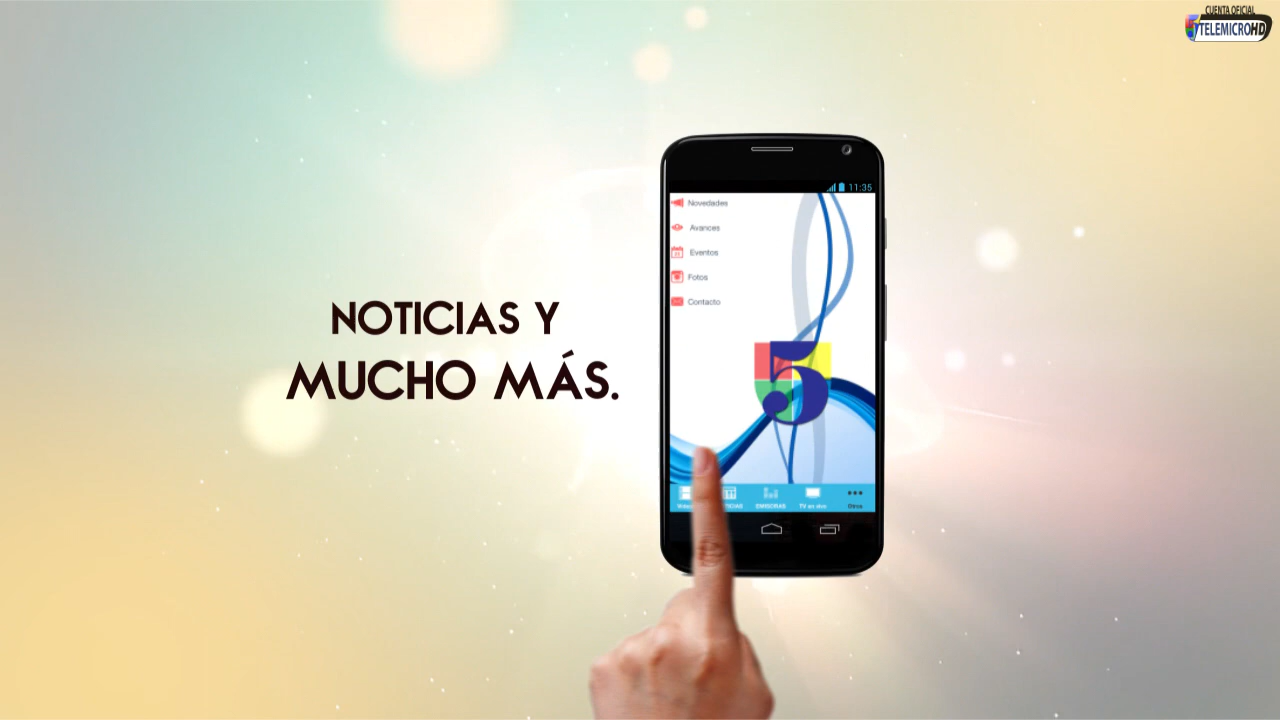 CUENTA OFICIAL
5 TELEMICROHD
11:35
Novedades
Avances
Eventos
Fotos
Contacto
NOTICIAS Y
MUCHO MÁS.
5
EMISORAS TV en vivo Otros